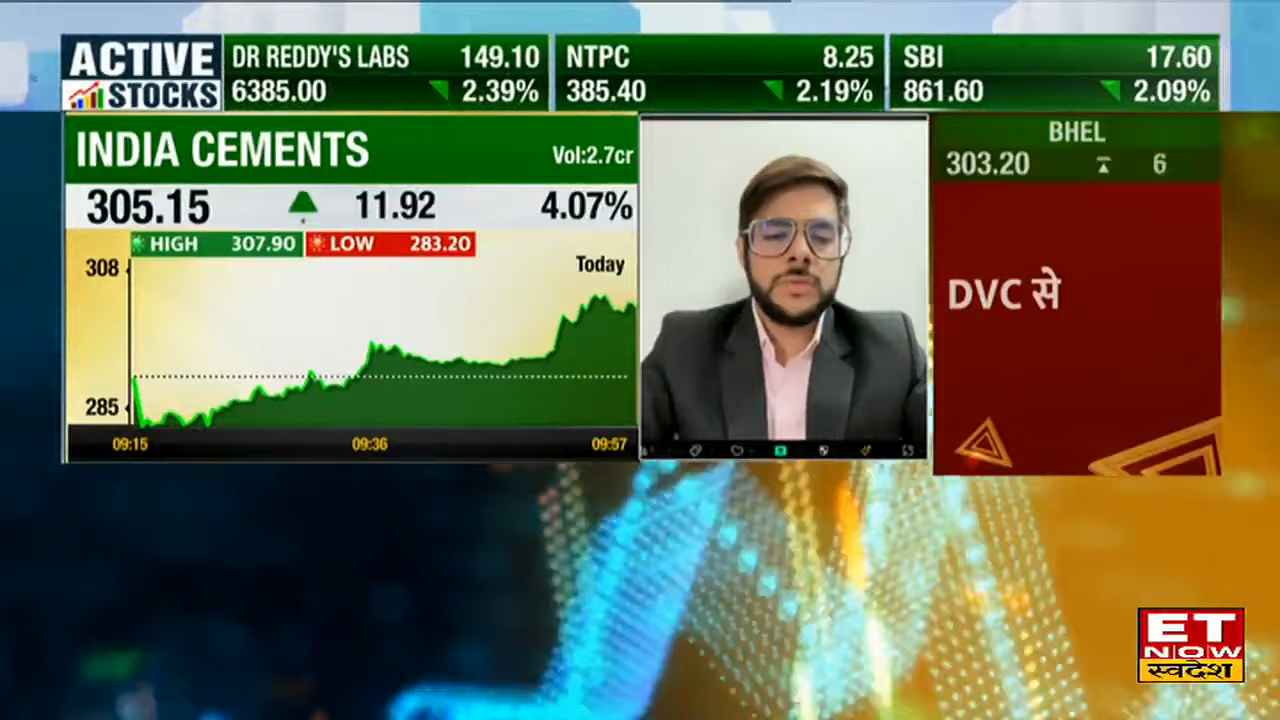 ACTIVE
STOCKS
DR REDDY'S LABS 149.10
6385.00 2.39%
NTPC 8.25
385.40 2.19%
SBI 17.60
861.60 2.09%
INDIA CEMENTS Vol:2.7cr
305.15 11.92 4.07%
HIGH 307.90 LOW 283.20
Today
308
285
09:15 09:36 09:57
BHEL
303.20 6
DVC से
ET
NOW
स्वदेश